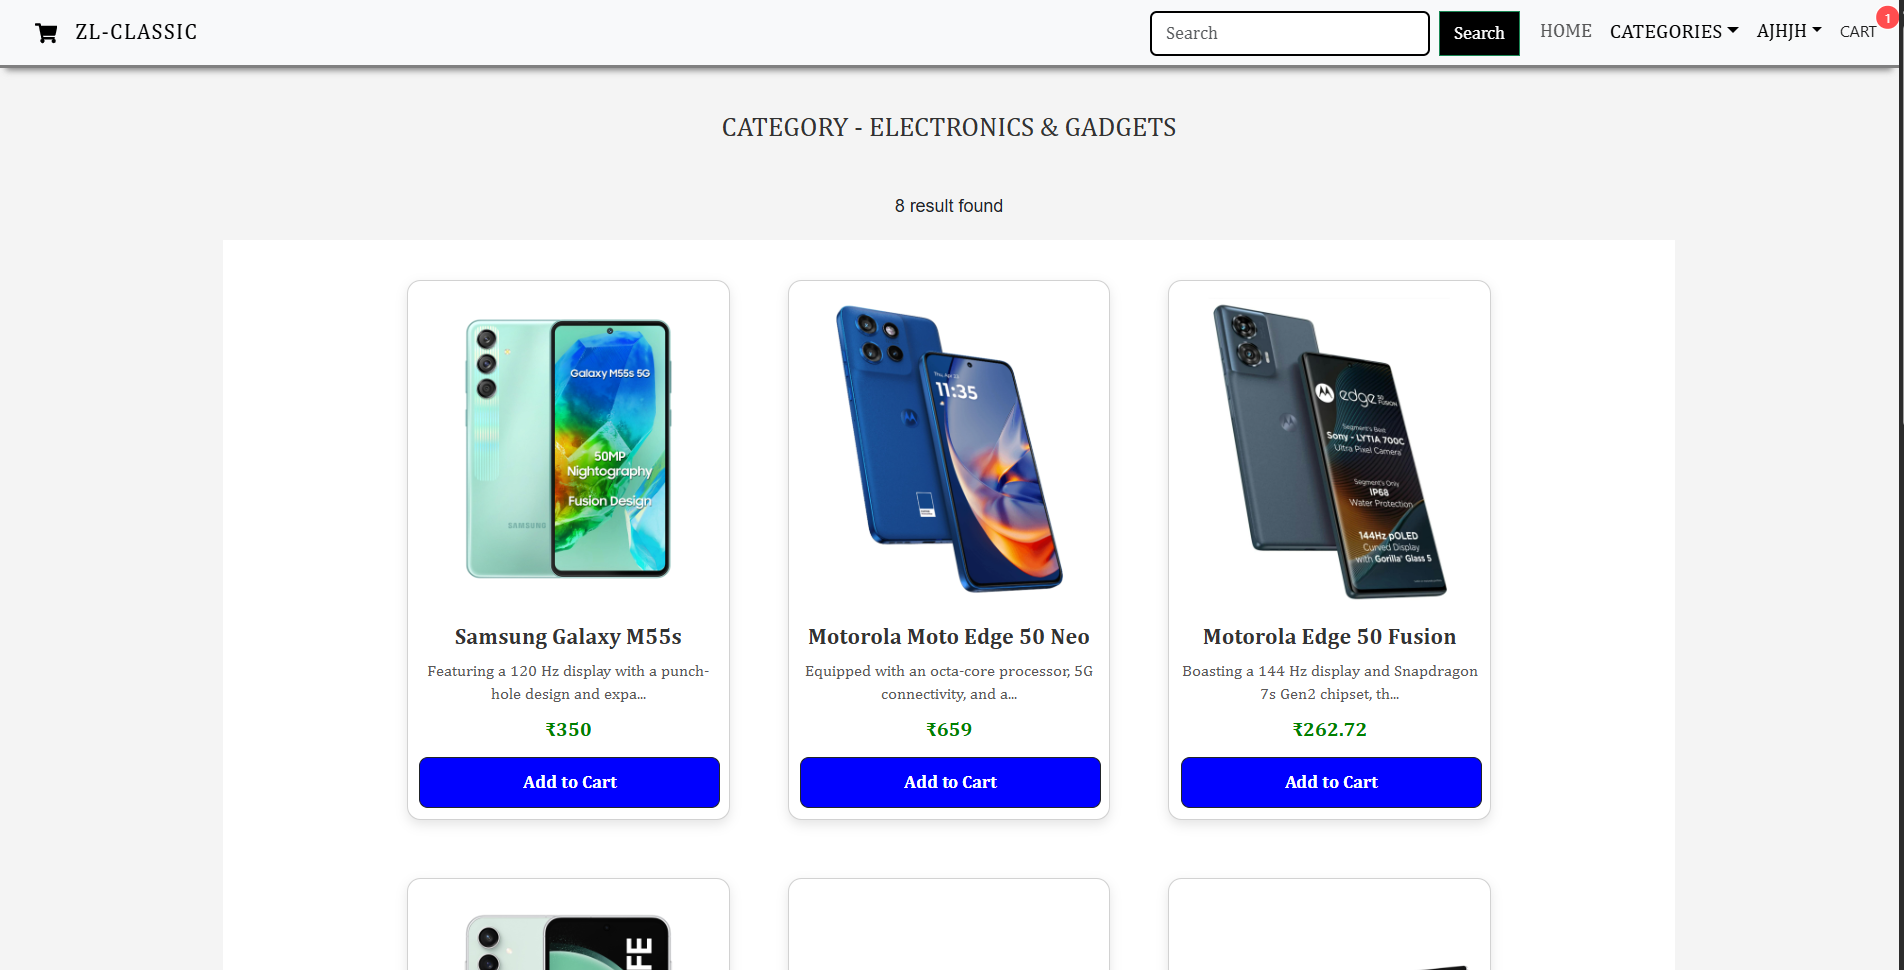 ZL-CLASSIC
Search
Search
HOME
CATEGORIES
AJHJH
CART
1
CATEGORY - ELECTRONICS & GADGETS
8 result found
Galaxy M55s 5G
50MP
Nightography
Fusion Design
SAMSUNG
Samsung Galaxy M55s
Featuring a 120 Hz display with a punch-
hole design and expa...
₹350
Add to Cart
11:35
Motorola Moto Edge 50 Neo
Equipped with an octa-core processor, 5G
connectivity, and a...
₹659
Add to Cart
edge 50 FUSION
Segment's Best
Sony - LYTIA 700C
Ultra Pixel Camera
Segment's Only
IP68
Water Protection
144Hz pOLED
Curved Display
with Gorilla Glass 5
Motorola Edge 50 Fusion
Boasting a 144 Hz display and Snapdragon
7s Gen2 chipset, th...
₹262.72
Add to Cart
FE